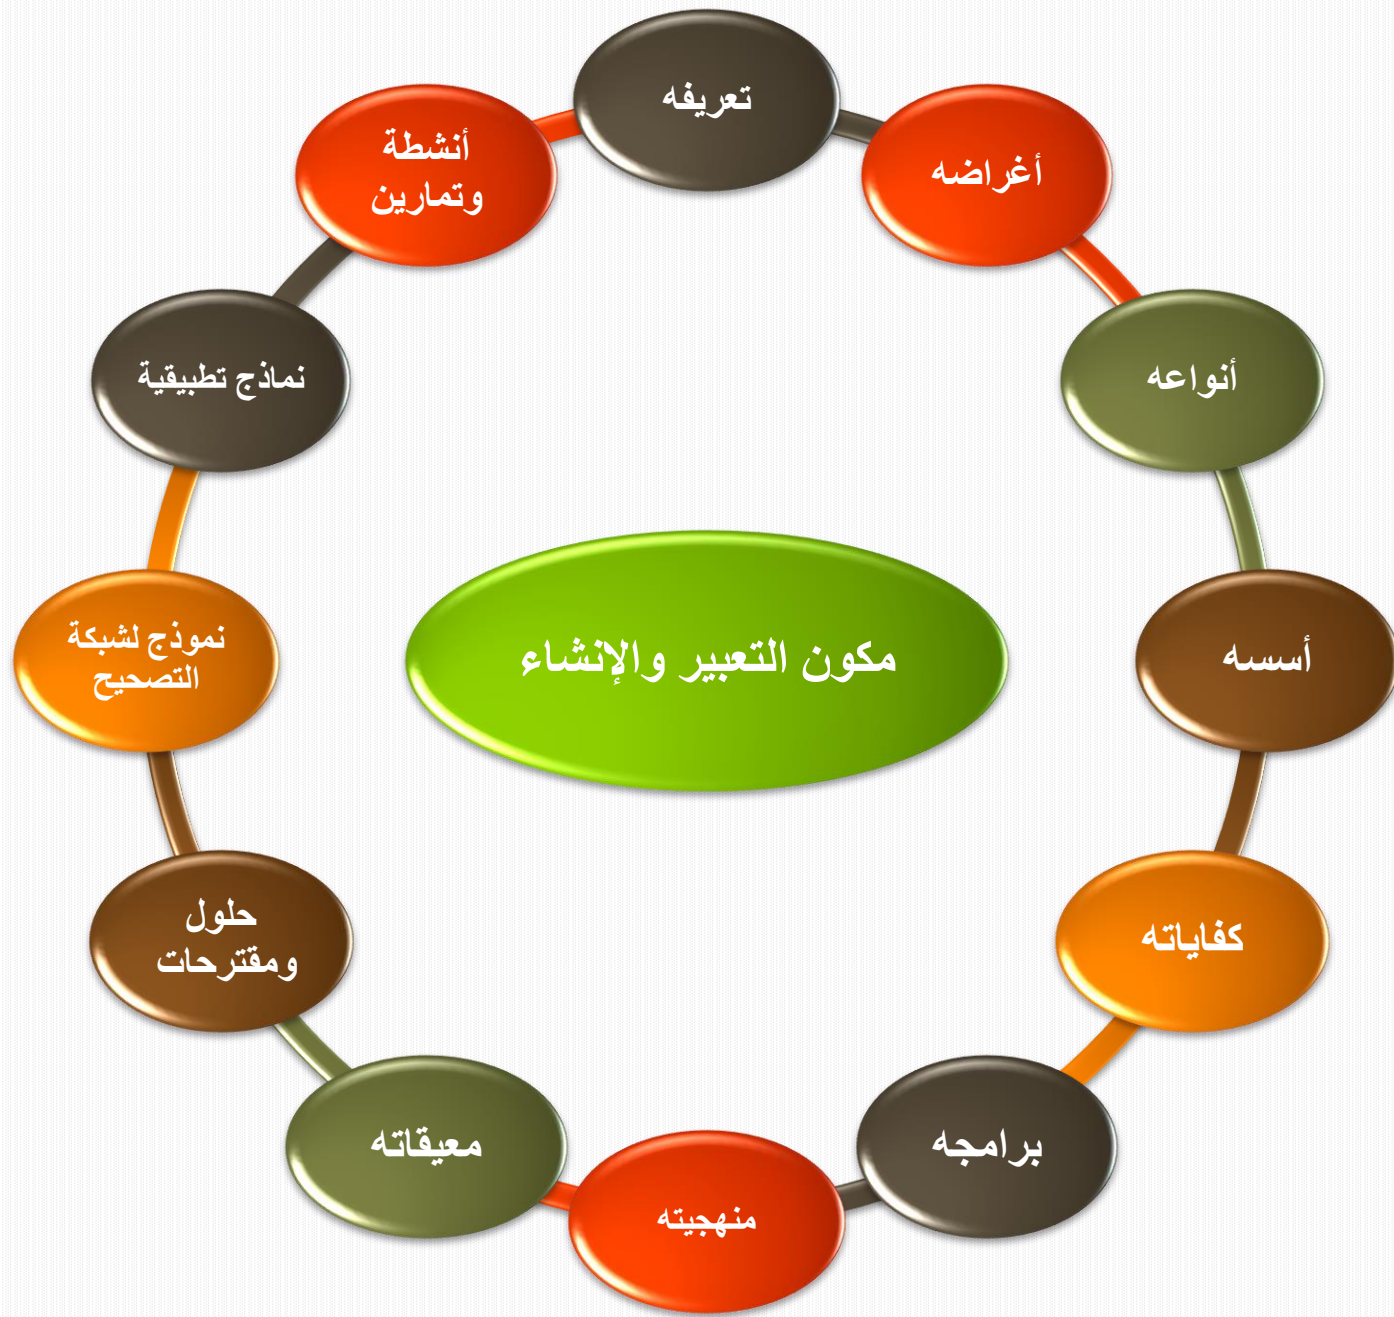 تعريفه
أغراضه
أنواعه
أسسه
كفاياته
برامجه
منهجيته
معيقاته
حلول
ومقترحات
نموذج لشبكة
التصحيح
نماذج تطبيقية
أنشطة
وتمارين
مكون التعبير والإنشاء